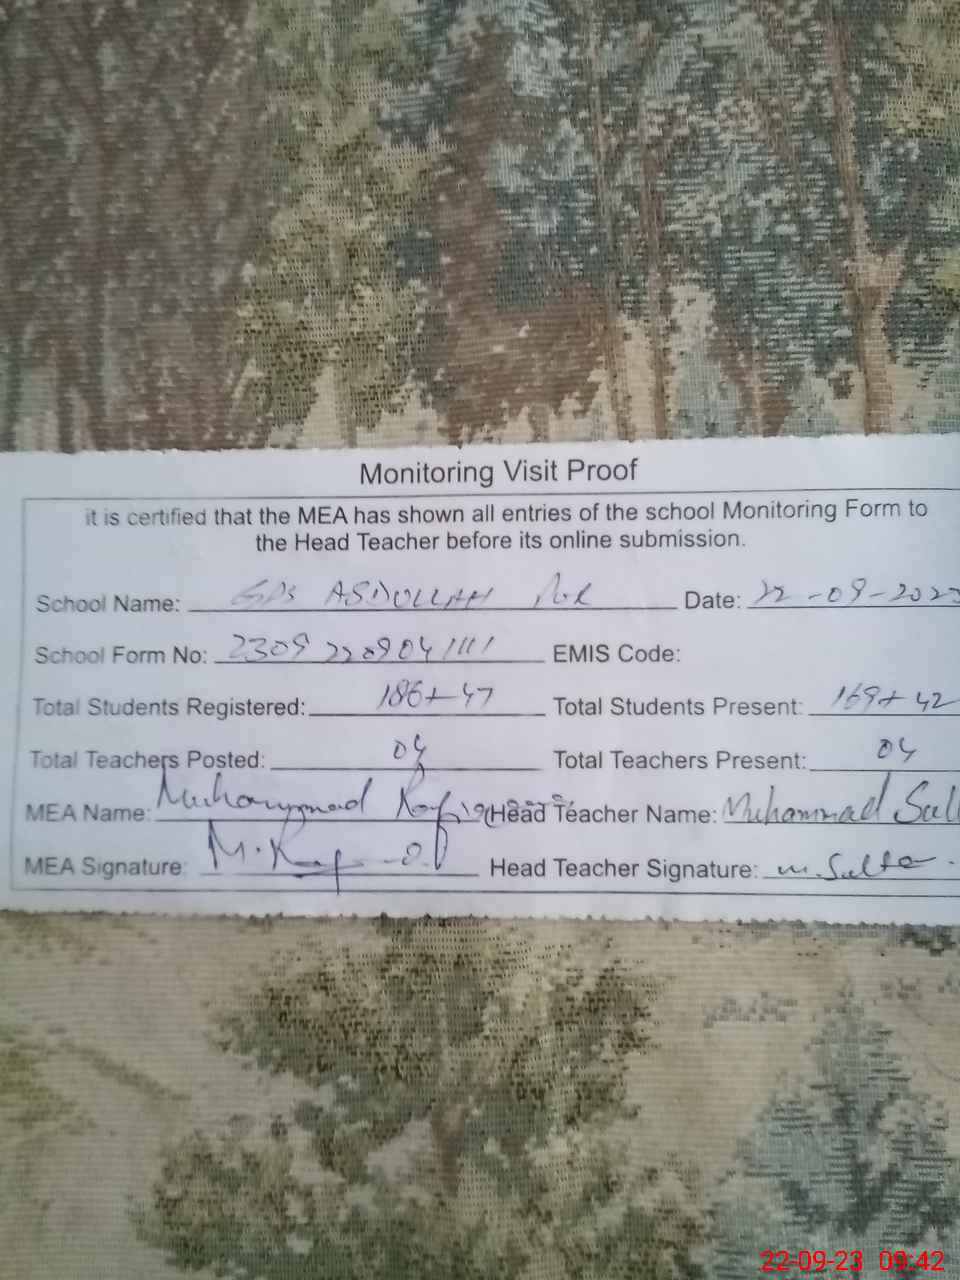 Monitoring Visit Proof
it is certified that the MEA has shown all entries of the school Monitoring Form to
the Head Teacher before its online submission.
School Name: GPS ASDULLAH PUR Date: 22-09-2023
School Form No: 23092209041111 EMIS Code:
Total Students Registered: 186+47 Total Students Present: 169+42
Total Teachers Posted: 04 Total Teachers Present: 04
MEA Name: Muhammad Head Teacher Name: Muhammad
MEA Signature: Head Teacher Signature:
22-09-23 09:42